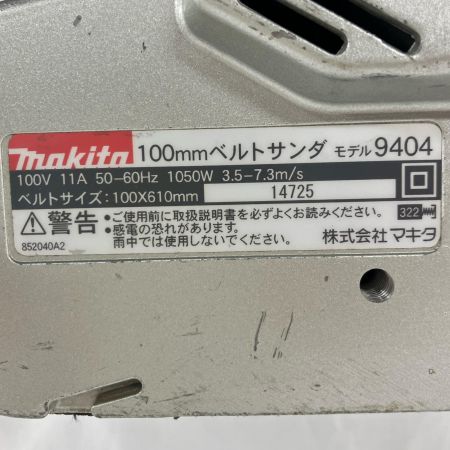 makita 100mmベルトサンダ モデル 9404
100V 11A 50-60Hz 1050W 3.5-7.3m/s
ベルトサイズ:100X610mm 14725
⚠警告 •ご使用前に取扱説明書を必ずよくお読みください。 322
•感電の恐れがあります。
雨中では使用しないでください。 株式会社マキタ
852040A2